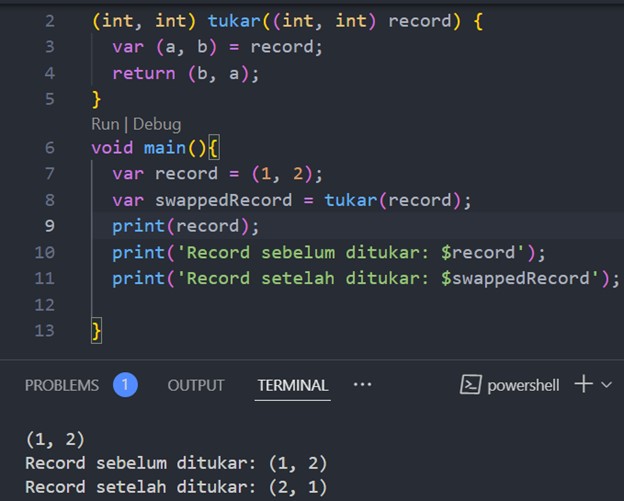 2 (int, int) tukar((int, int) record) {
3 var (a, b) = record;
4 return (b, a);
5 }
Run | Debug
6 void main(){
7 var record = (1, 2);
8 var swappedRecord = tukar(record);
9 print(record);
10 print('Record sebelum ditukar: $record');
11 print('Record setelah ditukar: $swappedRecord');
12
13 }
PROBLEMS 1 OUTPUT TERMINAL ··· powershell
(1, 2)
Record sebelum ditukar: (1, 2)
Record setelah ditukar: (2, 1)